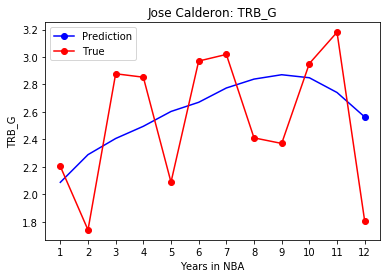 Jose Calderon: TRB_G
Prediction
True
3.2
3.0
2.8
2.6
2.4
2.2
2.0
1.8
TRB_G
1 2 3 4 5 6 7 8 9 10 11 12
Years in NBA